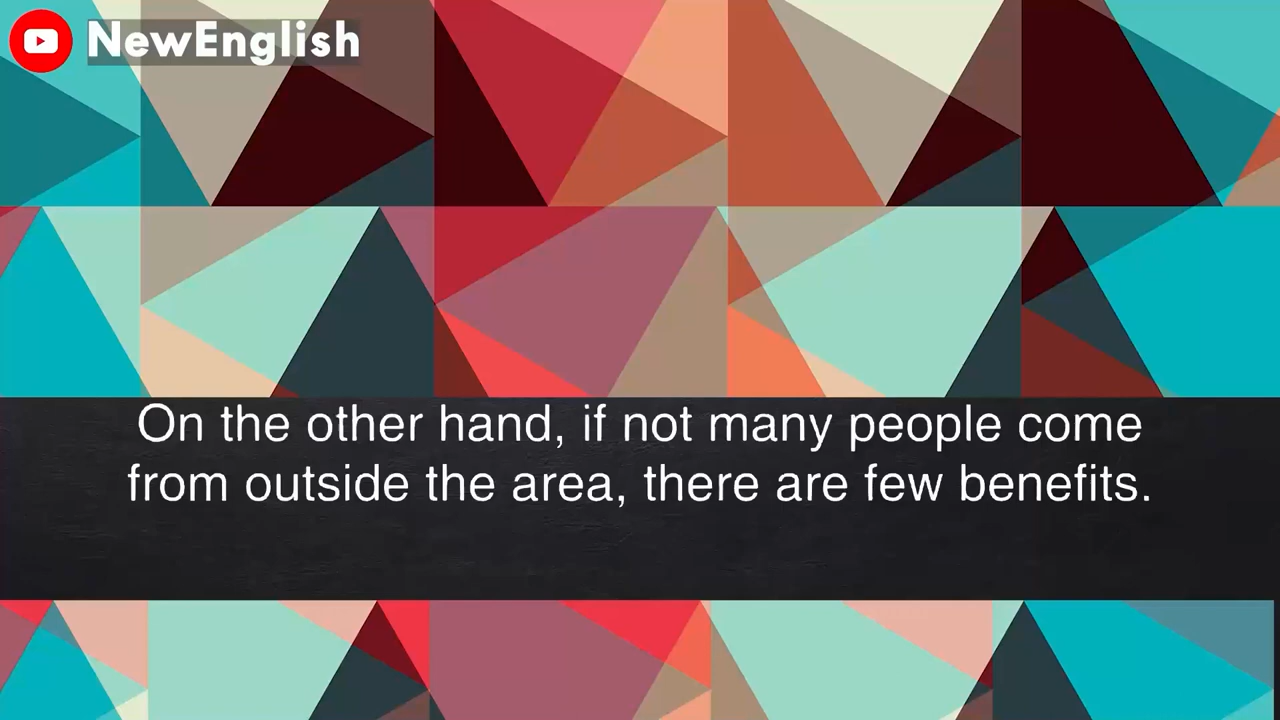 NewEnglish
On the other hand, if not many people come
from outside the area, there are few benefits.